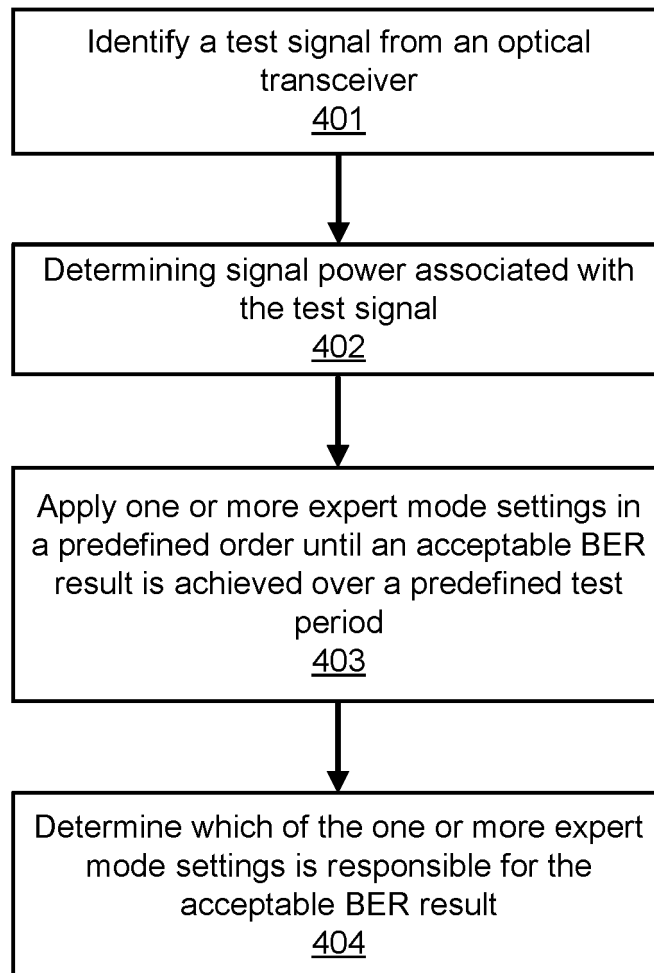 Identify a test signal from an optical
transceiver
401
Determining signal power associated with
the test signal
402
Apply one or more expert mode settings in
a predefined order until an acceptable BER
result is achieved over a predefined test
period
403
Determine which of the one or more expert
mode settings is responsible for the
acceptable BER result
404